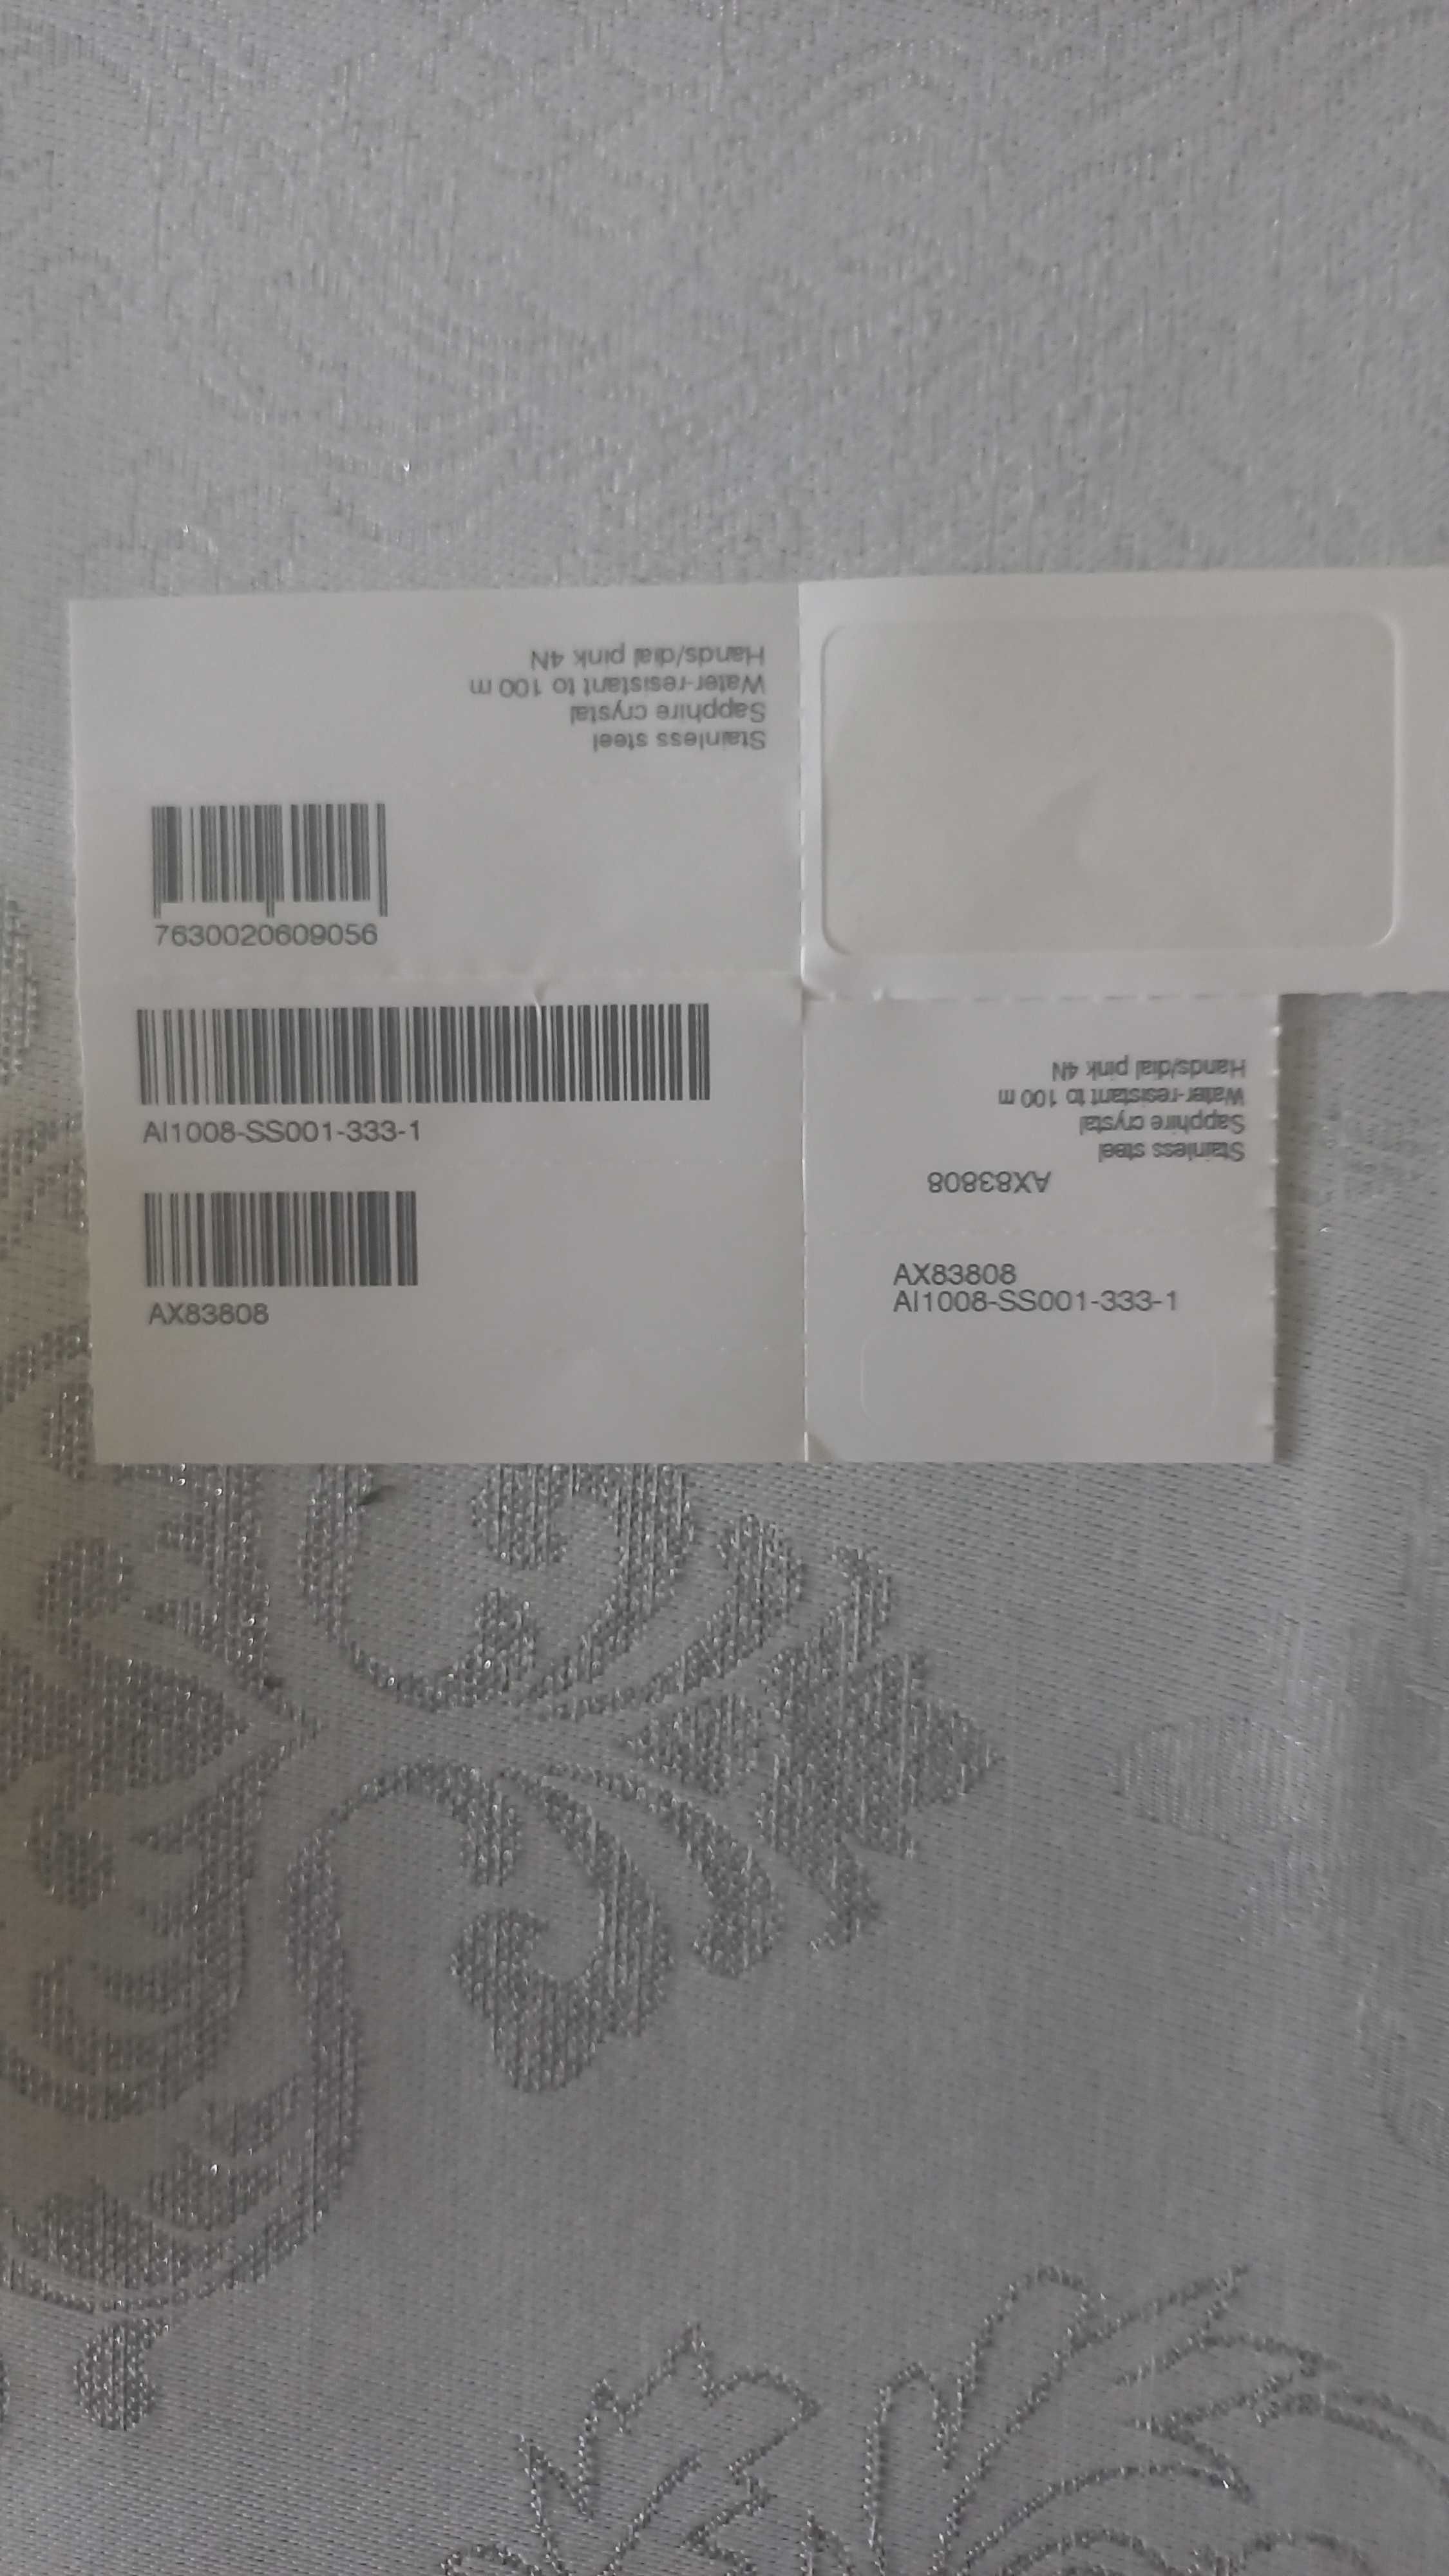 Stainless steel
Sapphire crystal
Water-resistant to 100 m
Hands/dial pink 4N
7630020609056
AI1008-SS001-333-1
AX83808
Stainless steel
Sapphire crystal
Water-resistant to 100 m
Hands/dial pink 4N
AX83808
AX83808
AI1008-SS001-333-1